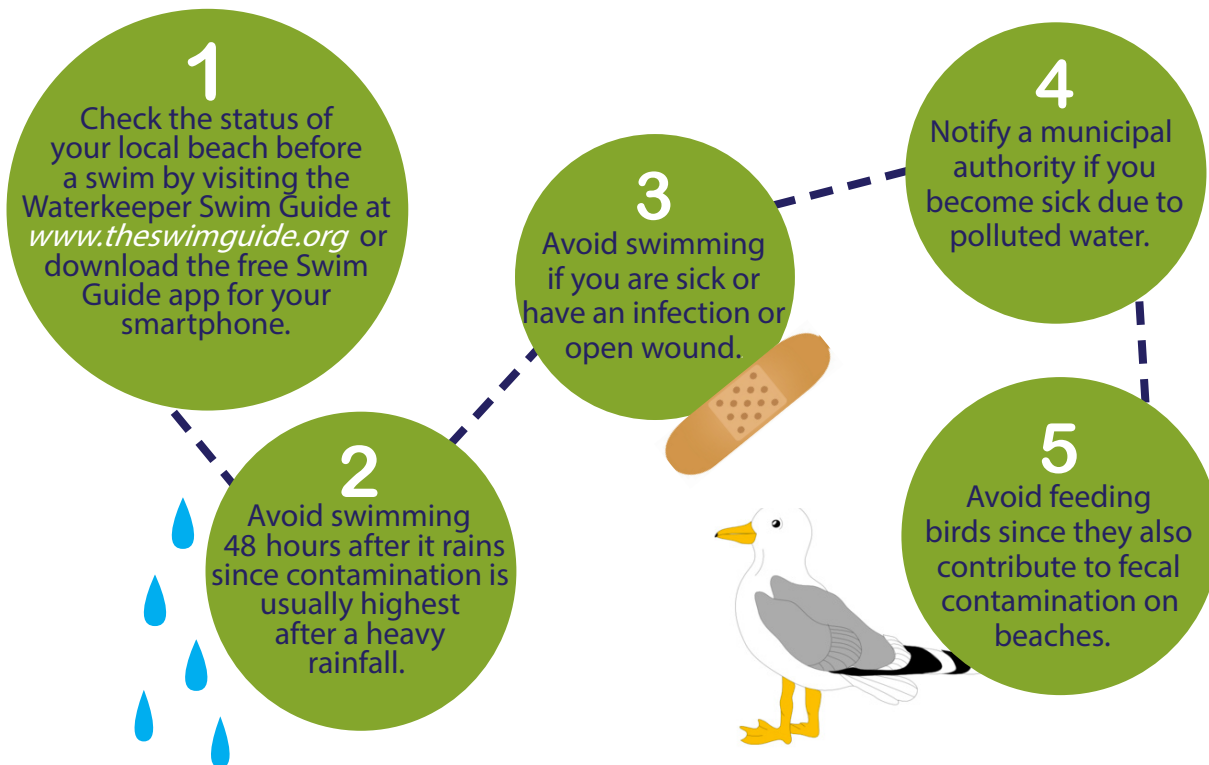 1
Check the status of
your local beach before
a swim by visiting the
Waterkeeper Swim Guide at
www.theswimguide.org or
download the free Swim
Guide app for your
smartphone.
2
Avoid swimming
48 hours after it rains
since contamination is
usually highest
after a heavy
rainfall.
3
Avoid swimming
if you are sick or
have an infection or
open wound.
4
Notify a municipal
authority if you
become sick due to
polluted water.
5
Avoid feeding
birds since they also
contribute to fecal
contamination on
beaches.